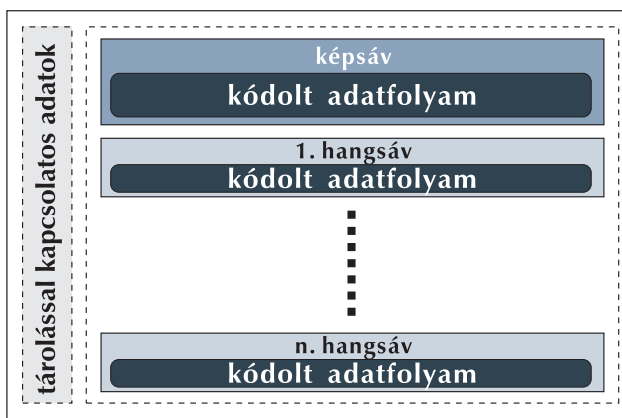 tárolással kapcsolatos adatok
képsáv
kódolt adatfolyam
1. hangsáv
kódolt adatfolyam
n. hangsáv
kódolt adatfolyam